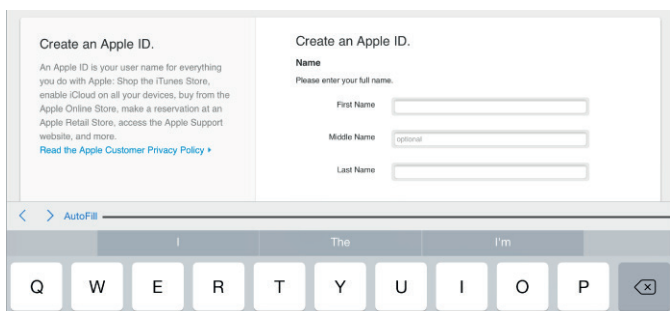 Create an Apple ID.
An Apple ID is your user name for everything
you do with Apple: Shop the iTunes Store,
enable iCloud on all your devices, buy from the
Apple Online Store, make a reservation at an
Apple Retail Store, access the Apple Support
website, and more.
Read the Apple Customer Privacy Policy
Create an Apple ID.
Name
Please enter your full name.
First Name
Middle Name optional
Last Name
AutoFill
I The I'm
Q W E R T Y U I O P